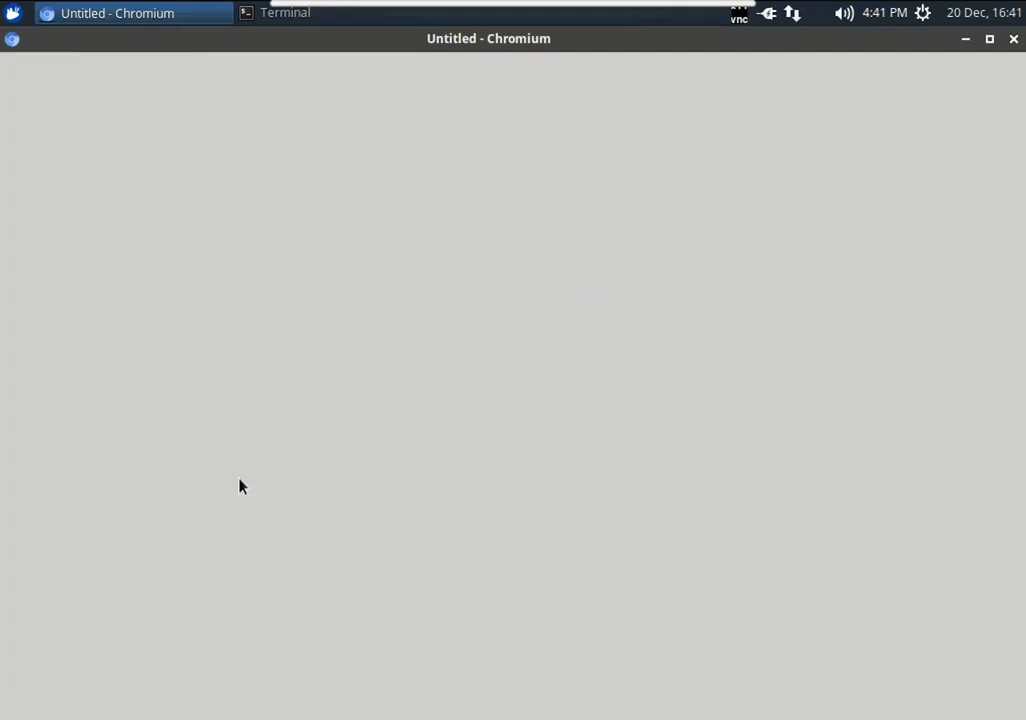 Untitled - Chromium Terminal vnc 4:41 PM 20 Dec, 16:41
Untitled - Chromium